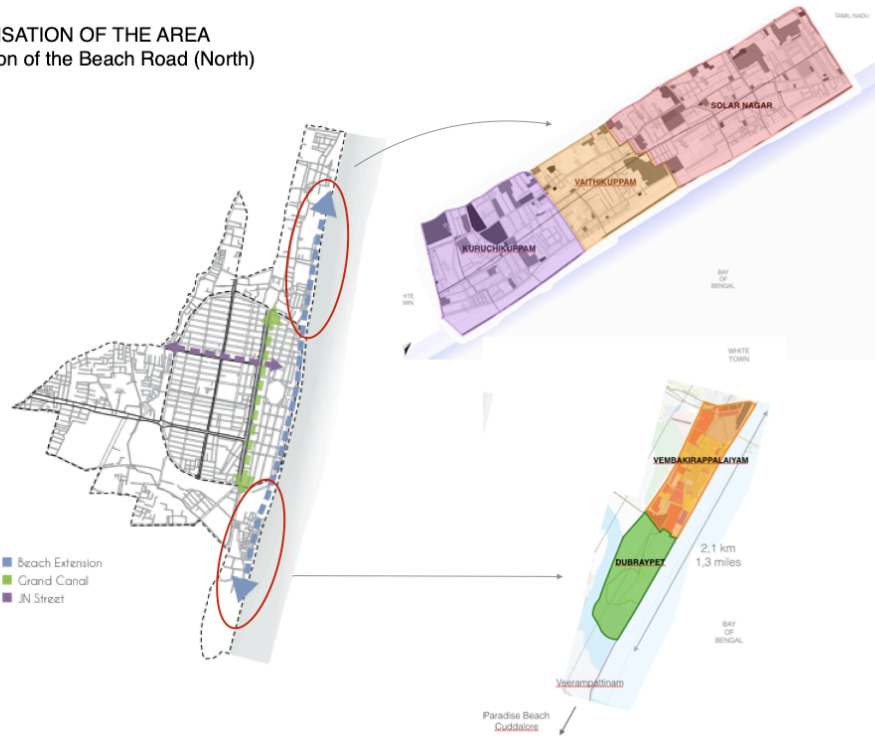 ISATION OF THE AREA
on of the Beach Road (North)
TAMIL NADU
SOLAR NAGAR
VAITHIKUPPAM
KURUCHIKUPPAM
BAY
OF
BENGAL
WHITE
TOWN
VEMBAKIRAPPALAIYAM
DUBRAYPET
2,1 km
1,3 miles
BAY
OF
BENGAL
Veerampattinam
Paradise Beach
Cuddalore
Beach Extension
Grand Canal
JN Street